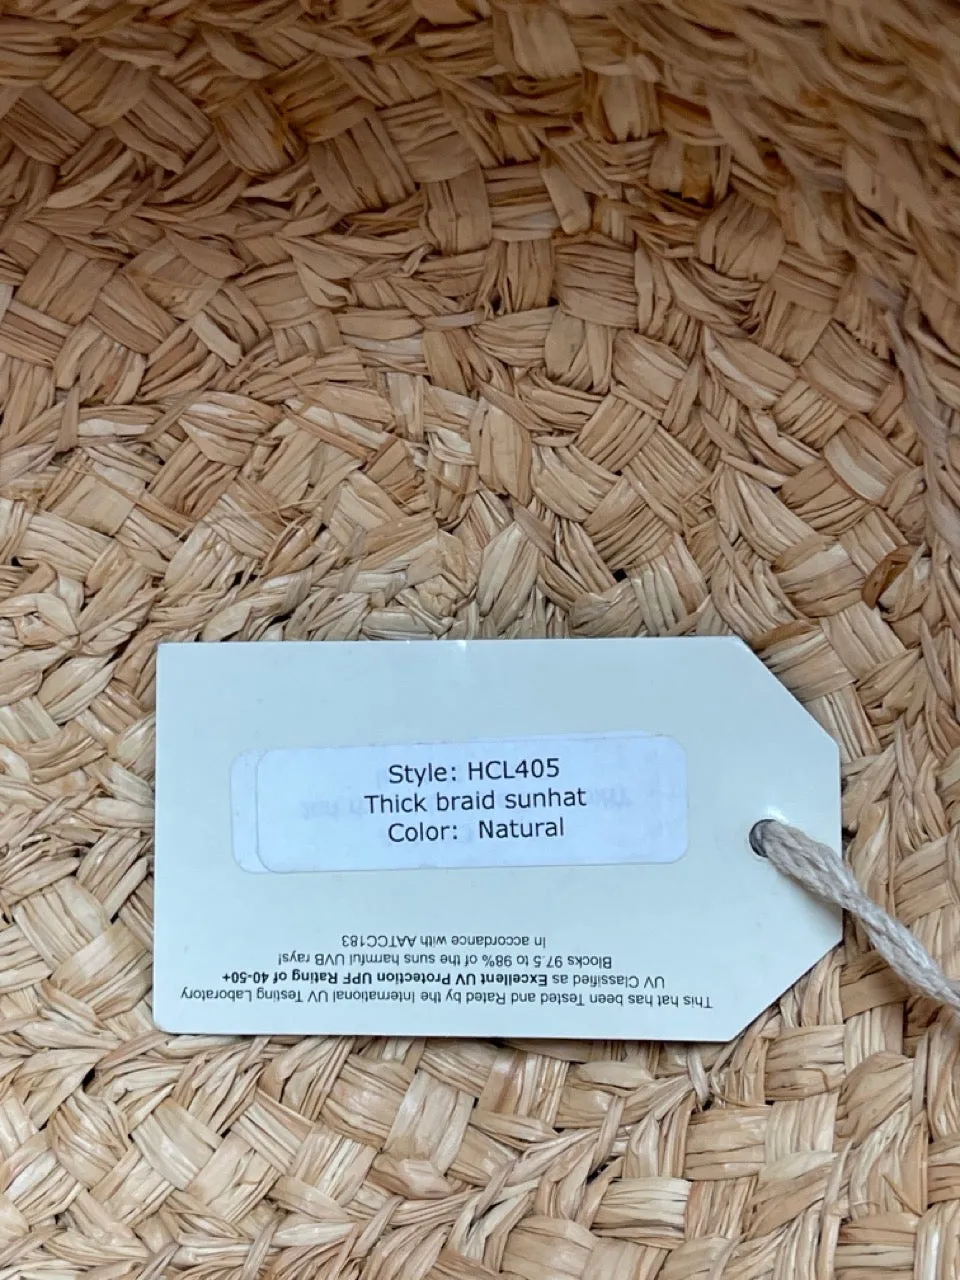 Style: HCL405
Thick braid sunhat
Color: Natural
This hat has been Tested and Rated by the International UV Testing Laboratory
UV Classified as Excellent UV Protection UPF Rating of 40-50+
Blocks 97.5 to 98% of the suns harmful UVB rays!
In accordance with AATCC183